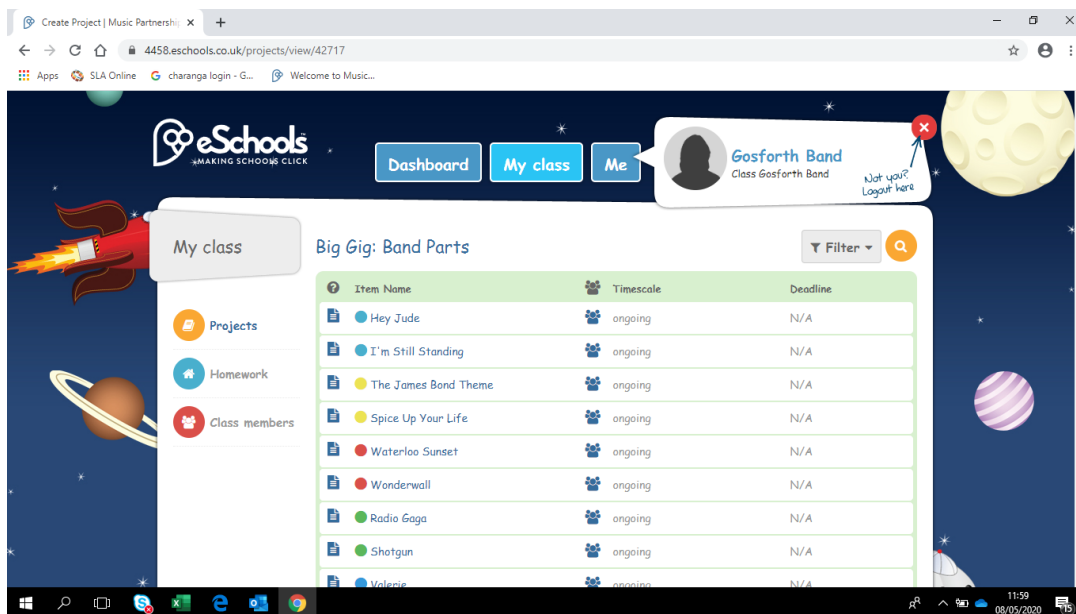 Create Project | Music Partnership
4458.eschools.co.uk/projects/view/42717
Apps SLA Online charanga login - G... Welcome to Music...
eSchools
MAKING SCHOOLS CLICK
Dashboard My class Me
Gosforth Band
Class Gosforth Band
Not you?
Logout here
My class
Projects
Homework
Class members
Big Gig: Band Parts
Filter
Item Name Timescale Deadline
Hey Jude ongoing N/A
I'm Still Standing ongoing N/A
The James Bond Theme ongoing N/A
Spice Up Your Life ongoing N/A
Waterloo Sunset ongoing N/A
Wonderwall ongoing N/A
Radio Gaga ongoing N/A
Shotgun ongoing N/A
Valerie ongoing N/A
11:59
08/05/2020
15